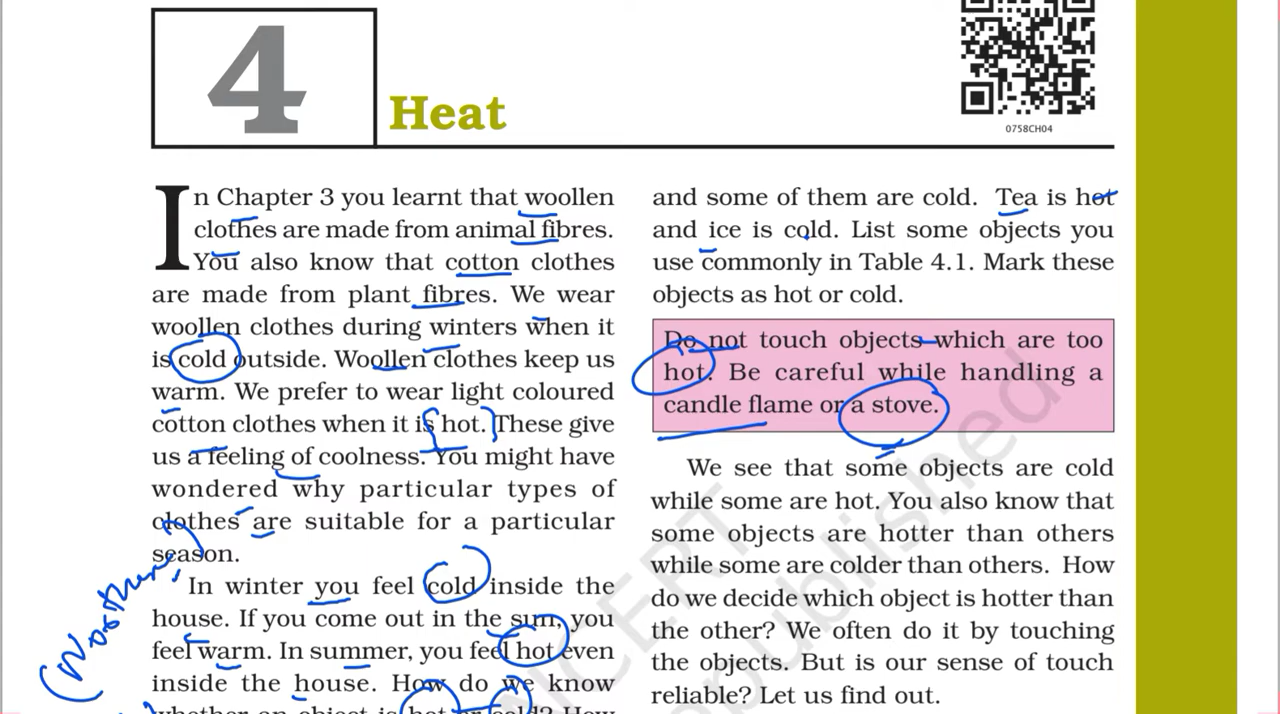 4
Heat
0758CH04
In Chapter 3 you learnt that woollen
clothes are made from animal fibres.
You also know that cotton clothes
are made from plant fibres. We wear
woollen clothes during winters when it
is cold outside. Woollen clothes keep us
warm. We prefer to wear light coloured
cotton clothes when it is hot. These give
us a feeling of coolness. You might have
wondered why particular types of
clothes are suitable for a particular
season.
In winter you feel cold inside the
house. If you come out in the sun, you
feel warm. In summer, you feel hot even
inside the house. How do we know
whether an object is hot or cold? How
and some of them are cold. Tea is hot
and ice is cold. List some objects you
use commonly in Table 4.1. Mark these
objects as hot or cold.
Do not touch objects which are too
hot. Be careful while handling a
candle flame or a stove.
We see that some objects are cold
while some are hot. You also know that
some objects are hotter than others
while some are colder than others. How
do we decide which object is hotter than
the other? We often do it by touching
the objects. But is our sense of touch
reliable? Let us find out.
NCERT
published